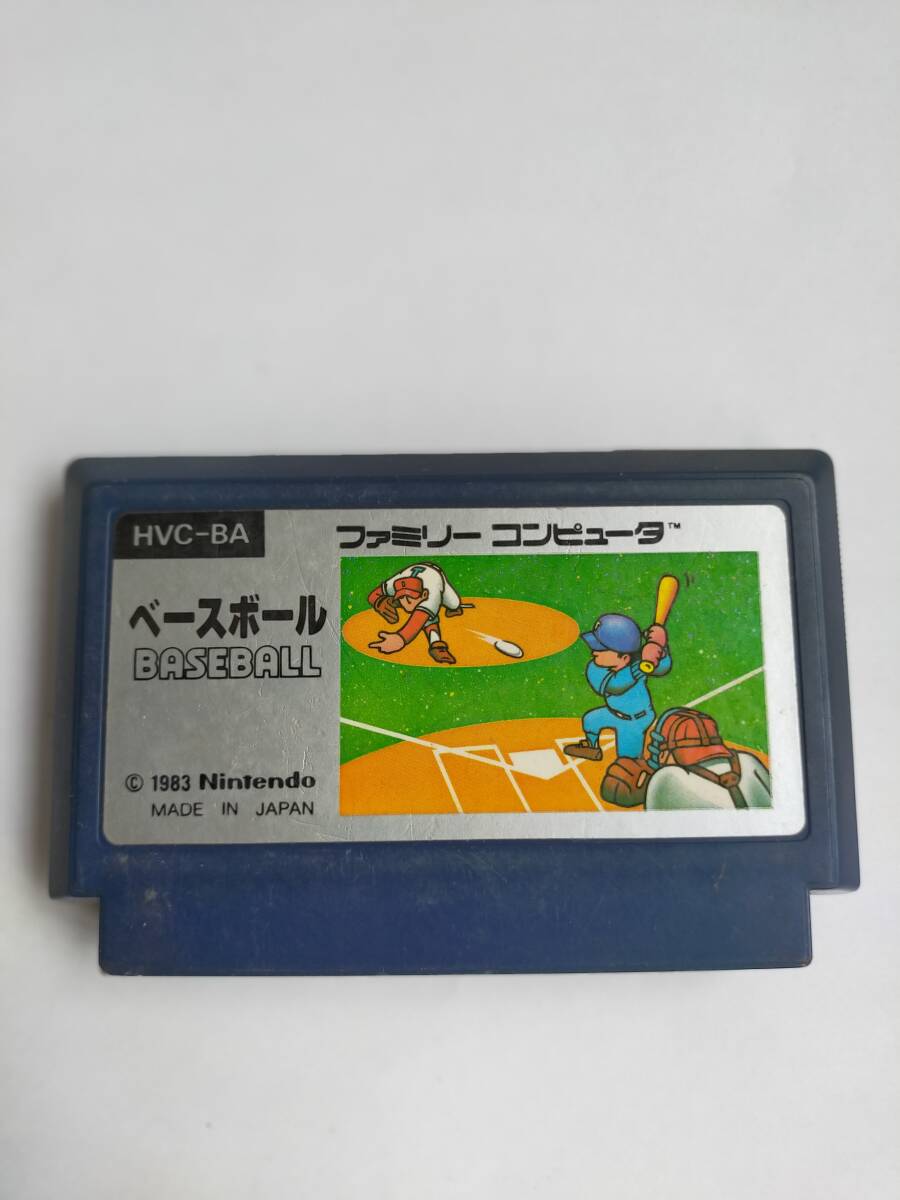 HVC-BA
ファミリー コンピュータ™
ベースボール
BASEBALL
© 1983 Nintendo
MADE IN JAPAN
T